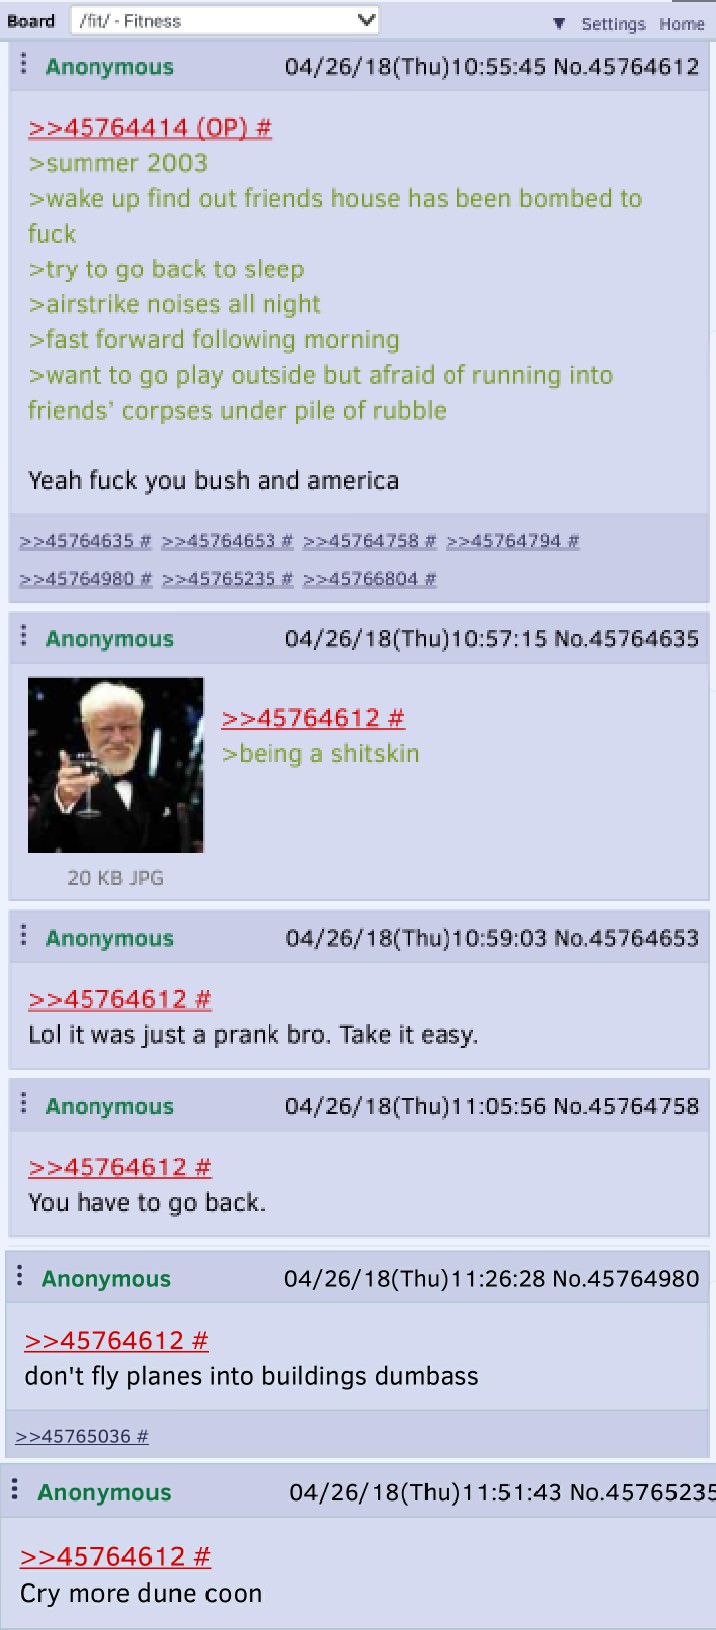 Board /fit/ - Fitness ▼ Settings Home
Anonymous 04/26/18(Thu)10:55:45 No.45764612
>>45764414 (OP) #
>summer 2003
>wake up find out friends house has been bombed to
fuck
>try to go back to sleep
>airstrike noises all night
>fast forward following morning
>want to go play outside but afraid of running into
friends' corpses under pile of rubble
Yeah fuck you bush and america
>>45764635 # >>45764653 # >>45764758 # >>45764794 #
>>45764980 # >>45765235 # >>45766804 #
Anonymous 04/26/18(Thu)10:57:15 No.45764635
>>45764612 #
>being a shitskin
20 KB JPG
Anonymous 04/26/18(Thu)10:59:03 No.45764653
>>45764612 #
Lol it was just a prank bro. Take it easy.
Anonymous 04/26/18(Thu)11:05:56 No.45764758
>>45764612 #
You have to go back.
Anonymous 04/26/18(Thu)11:26:28 No.45764980
>>45764612 #
don't fly planes into buildings dumbass
>>45765036 #
Anonymous 04/26/18(Thu)11:51:43 No.45765235
>>45764612 #
Cry more dune coon